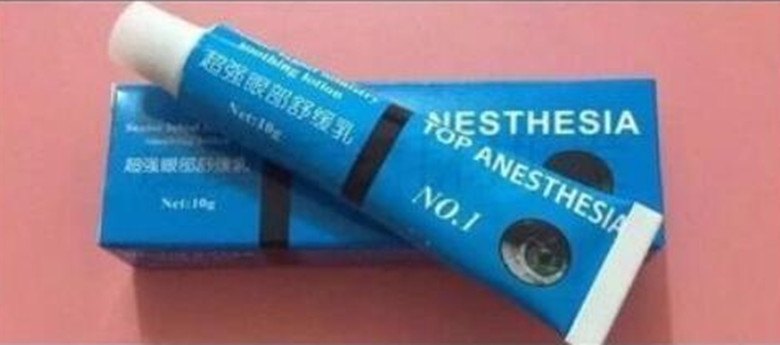 soothing lotion
超强眼部舒缓乳
Net:10g
TOP ANESTHESIA
NO.1
NESTHESIA
超强眼部舒缓乳
Net:10g